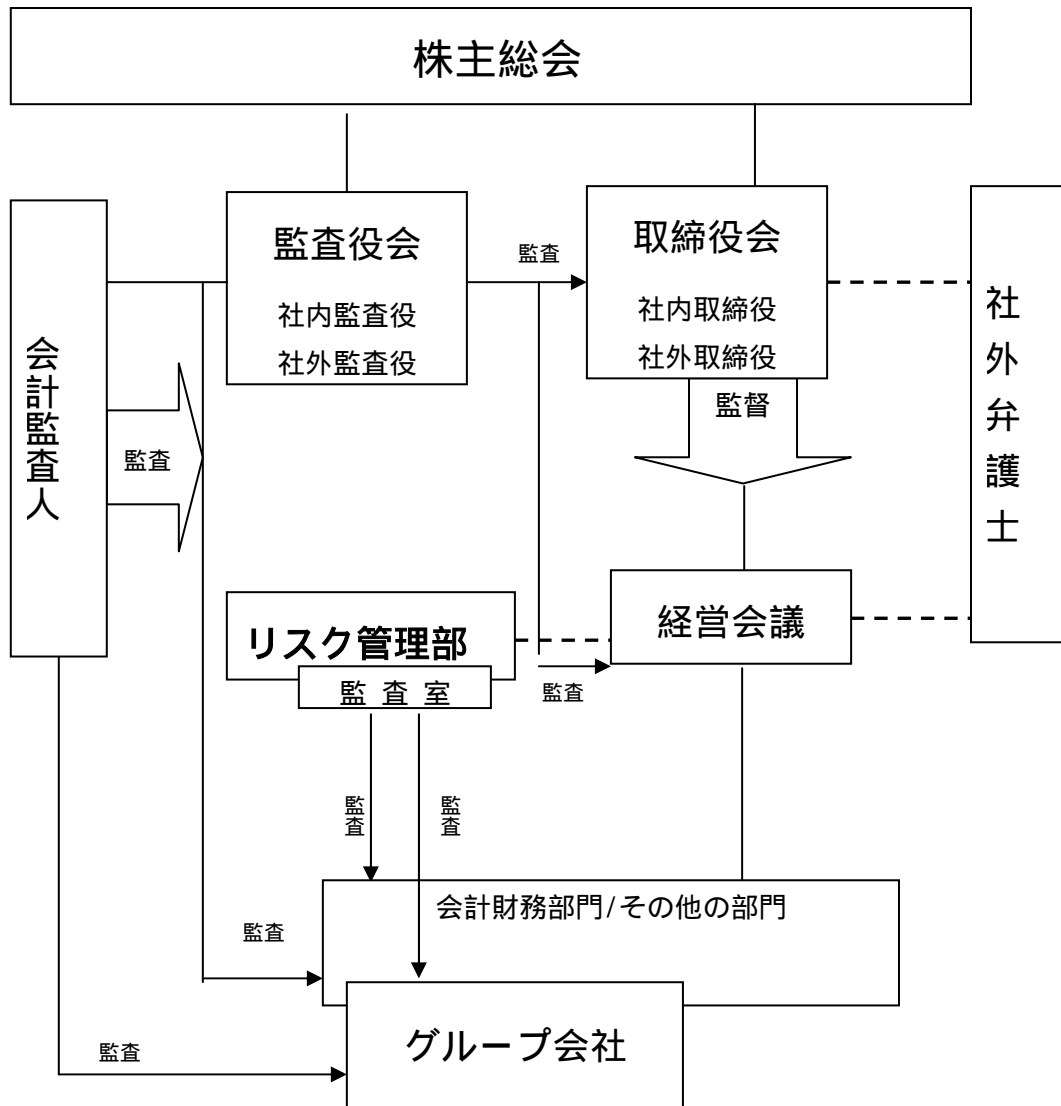 株主総会
監査役会
社内監査役
社外監査役
監査
取締役会
社内取締役
社外取締役
監督
社外弁護士
会計監査人
監査
リスク管理部
監 査 室
経営会議
監査
監査
監査
会計財務部門/その他の部門
監査
グループ会社
監査